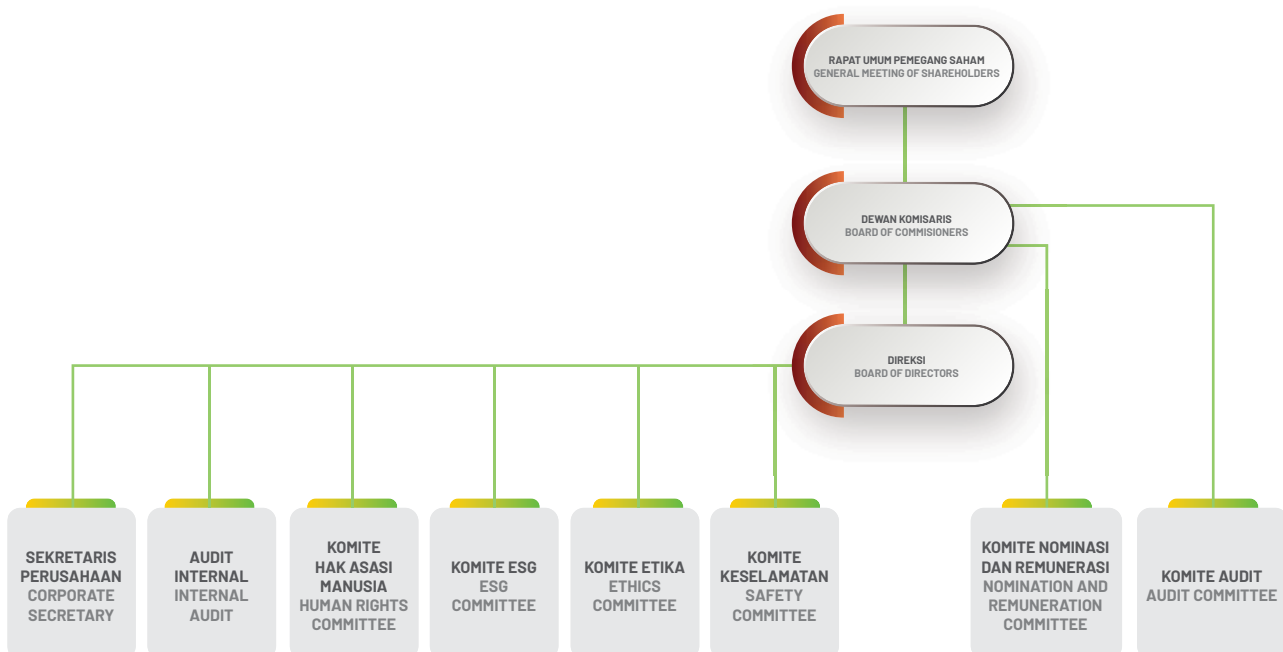 RAPAT UMUM PEMEGANG SAHAM
GENERAL MEETING OF SHAREHOLDERS
DEWAN KOMISARIS
BOARD OF COMMISIONERS
DIREKSI
BOARD OF DIRECTORS
SEKRETARIS
PERUSAHAAN
CORPORATE
SECRETARY
AUDIT
INTERNAL
INTERNAL
AUDIT
KOMITE
HAK ASASI
MANUSIA
HUMAN RIGHTS
COMMITTEE
KOMITE ESG
ESG
COMMITTEE
KOMITE ETIKA
ETHICS
COMMITTEE
KOMITE
KESELAMATAN
SAFETY
COMMITTEE
KOMITE NOMINASI
DAN REMUNERASI
NOMINATION AND
REMUNERATION
COMMITTEE
KOMITE AUDIT
AUDIT COMMITTEE